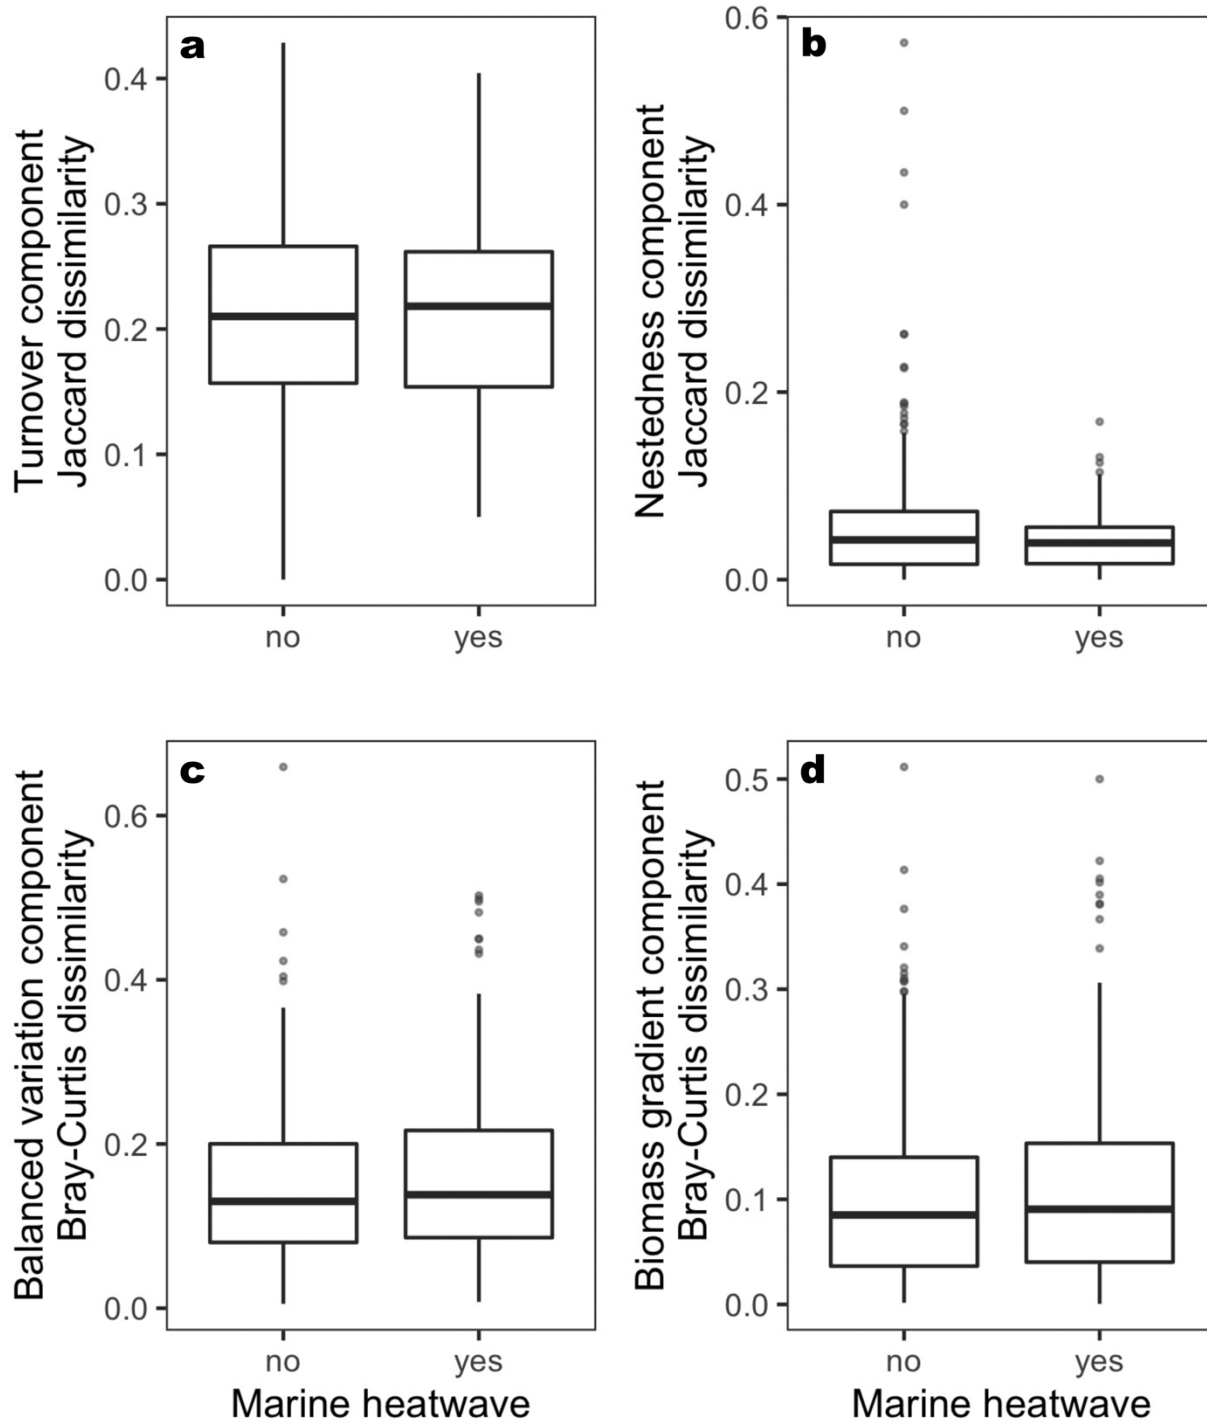 a
Turnover component
Jaccard dissimilarity
0.4
0.3
0.2
0.1
0.0
no yes
b
Nestedness component
Jaccard dissimilarity
0.6
0.4
0.2
0.0
no yes
c
Balanced variation component
Bray-Curtis dissimilarity
0.6
0.4
0.2
0.0
no yes
Marine heatwave
d
Biomass gradient component
Bray-Curtis dissimilarity
0.5
0.4
0.3
0.2
0.1
0.0
no yes
Marine heatwave